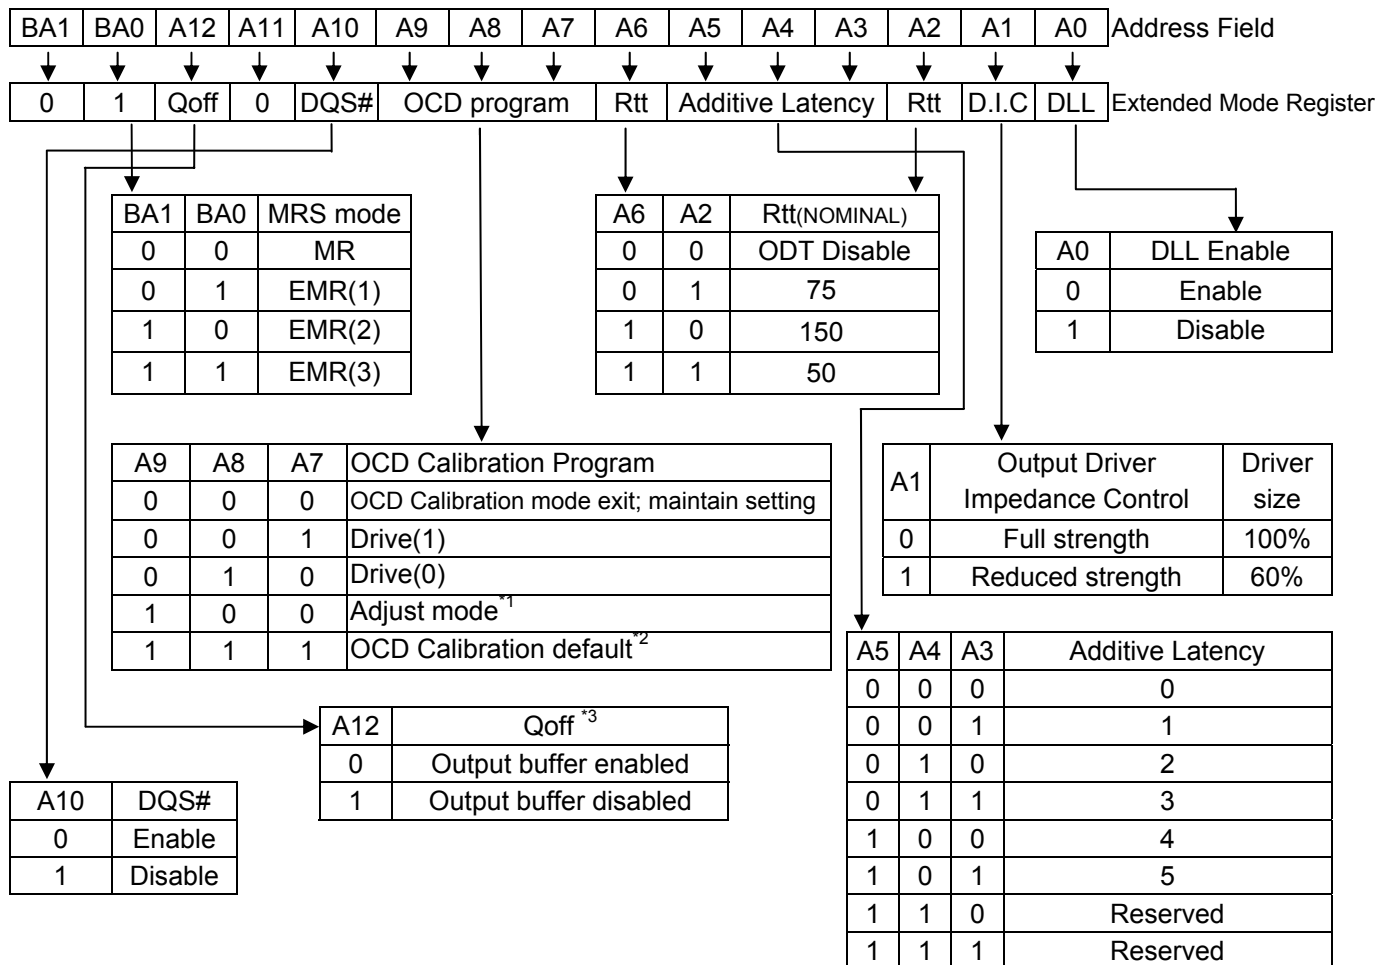 BA1 BA0 A12 A11 A10 A9 A8 A7 A6 A5 A4 A3 A2 A1 A0 Address Field
0 1 Qoff 0 DQS# OCD program Rtt Additive Latency Rtt D.I.C DLL Extended Mode Register
BA1 BA0 MRS mode
0 0 MR
0 1 EMR(1)
1 0 EMR(2)
1 1 EMR(3)
A6 A2 Rtt(NOMINAL)
0 0 ODT Disable
0 1 75
1 0 150
1 1 50
A0 DLL Enable
0 Enable
1 Disable
A9 A8 A7 OCD Calibration Program
0 0 0 OCD Calibration mode exit; maintain setting
0 0 1 Drive(1)
0 1 0 Drive(0)
1 0 0 Adjust mode*1
1 1 1 OCD Calibration default*2
A1 Output Driver Impedance Control Driver size
0 Full strength 100%
1 Reduced strength 60%
A12 Qoff *3
0 Output buffer enabled
1 Output buffer disabled
A10 DQS#
0 Enable
1 Disable
A5 A4 A3 Additive Latency
0 0 0 0
0 0 1 1
0 1 0 2
0 1 1 3
1 0 0 4
1 0 1 5
1 1 0 Reserved
1 1 1 Reserved